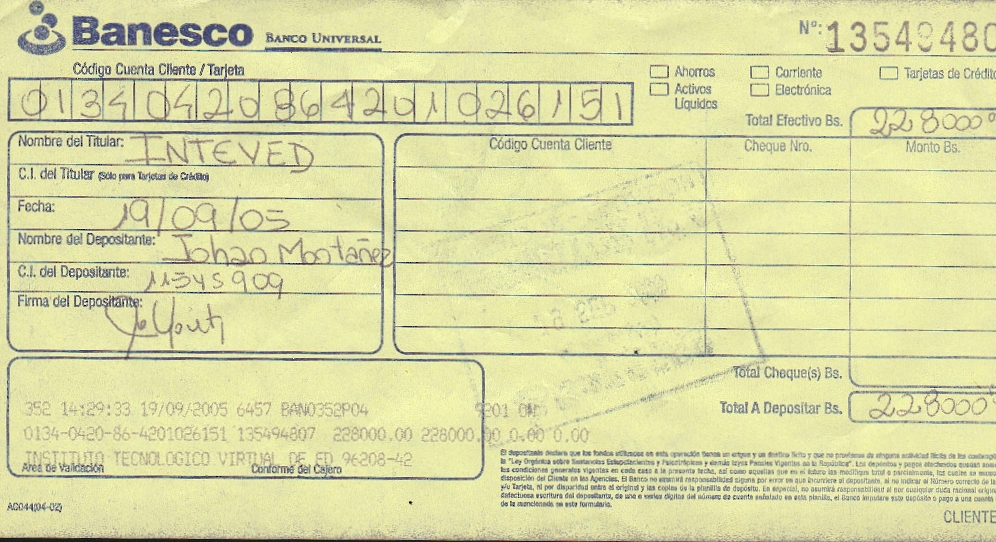 Banesco BANCO UNIVERSAL
Nº: 13549480
Código Cuenta Cliente / Tarjeta
01340420864201026151
Ahorros
Corriente
Tarjetas de Crédito
Activos Líquidos
Electrónica
Total Efectivo Bs. 228000
Nombre del Titular: INTEVED
C.I. del Titular (Sólo para Tarjetas de Crédito)
Fecha: 19/09/05
Nombre del Depositante: Johan Montañez
C.I. del Depositante: 11545909
Firma del Depositante:
Código Cuenta Cliente
Cheque Nro.
Monto Bs.
Total Cheque(s) Bs.
Total A Depositar Bs. 228000
352 14:29:33 19/09/2005 6457 BAN0352P04 9201 ON
0134-0420-86-4201026151 135494807 228000.00 228000.00 0.00 0.00
INSTITUTO TECNOLOGICO VIRTUAL DE ED 96208-42
Area de Validación
Conforme del Cajero
AG044(04-02)
CLIENTE